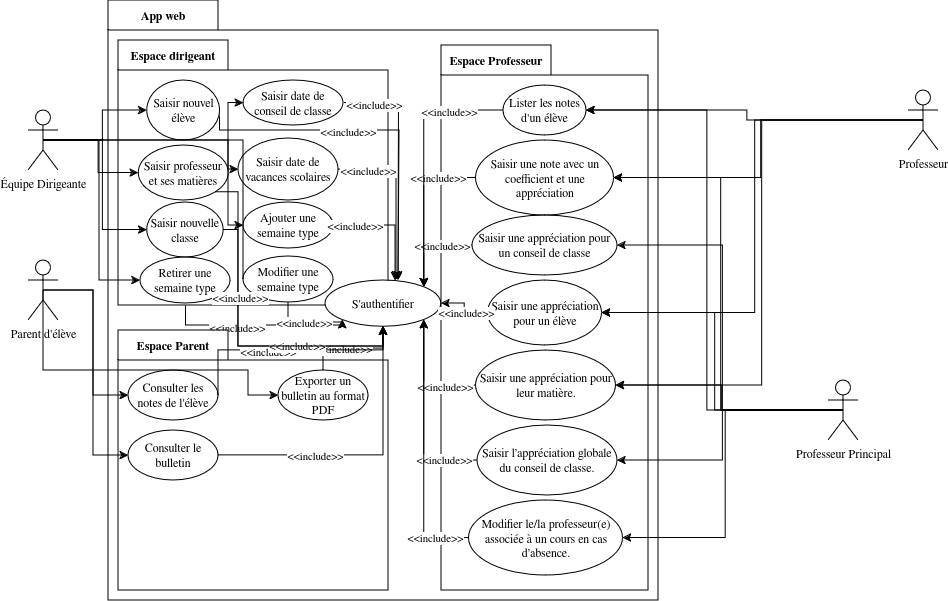 App web
Espace dirigeant
Saisir nouvel
élève
Saisir date de
conseil de classe
<<include>>
<<include>>
Saisir professeur
et ses matières
Saisir date de
vacances scolaires
<<include>>
Saisir nouvelle
classe
Ajouter une
semaine type
<<include>>
Retirer une
semaine type
Modifier une
semaine type
<<include>>
<<include>>
<<include>>
S'authentifier
Équipe Dirigeante
Parent d'élève
Espace Parent
<<include>>
<<include>>
<<include>>
Consulter les
notes de l'élève
Exporter un
bulletin au format
PDF
Consulter le
bulletin
<<include>>
Espace Professeur
<<include>>
Lister les notes
d'un élève
<<include>>
Saisir une note avec un
coefficient et une
appréciation
<<include>>
Saisir une appréciation pour
un conseil de classe
<<include>>
Saisir une appréciation
pour un élève
<<include>>
Saisir une appréciation pour
leur matière.
<<include>>
Saisir l'appréciation globale
du conseil de classe.
<<include>>
Modifier le/la professeur(e)
associée à un cours en cas
d'absence.
Professeur
Professeur Principal